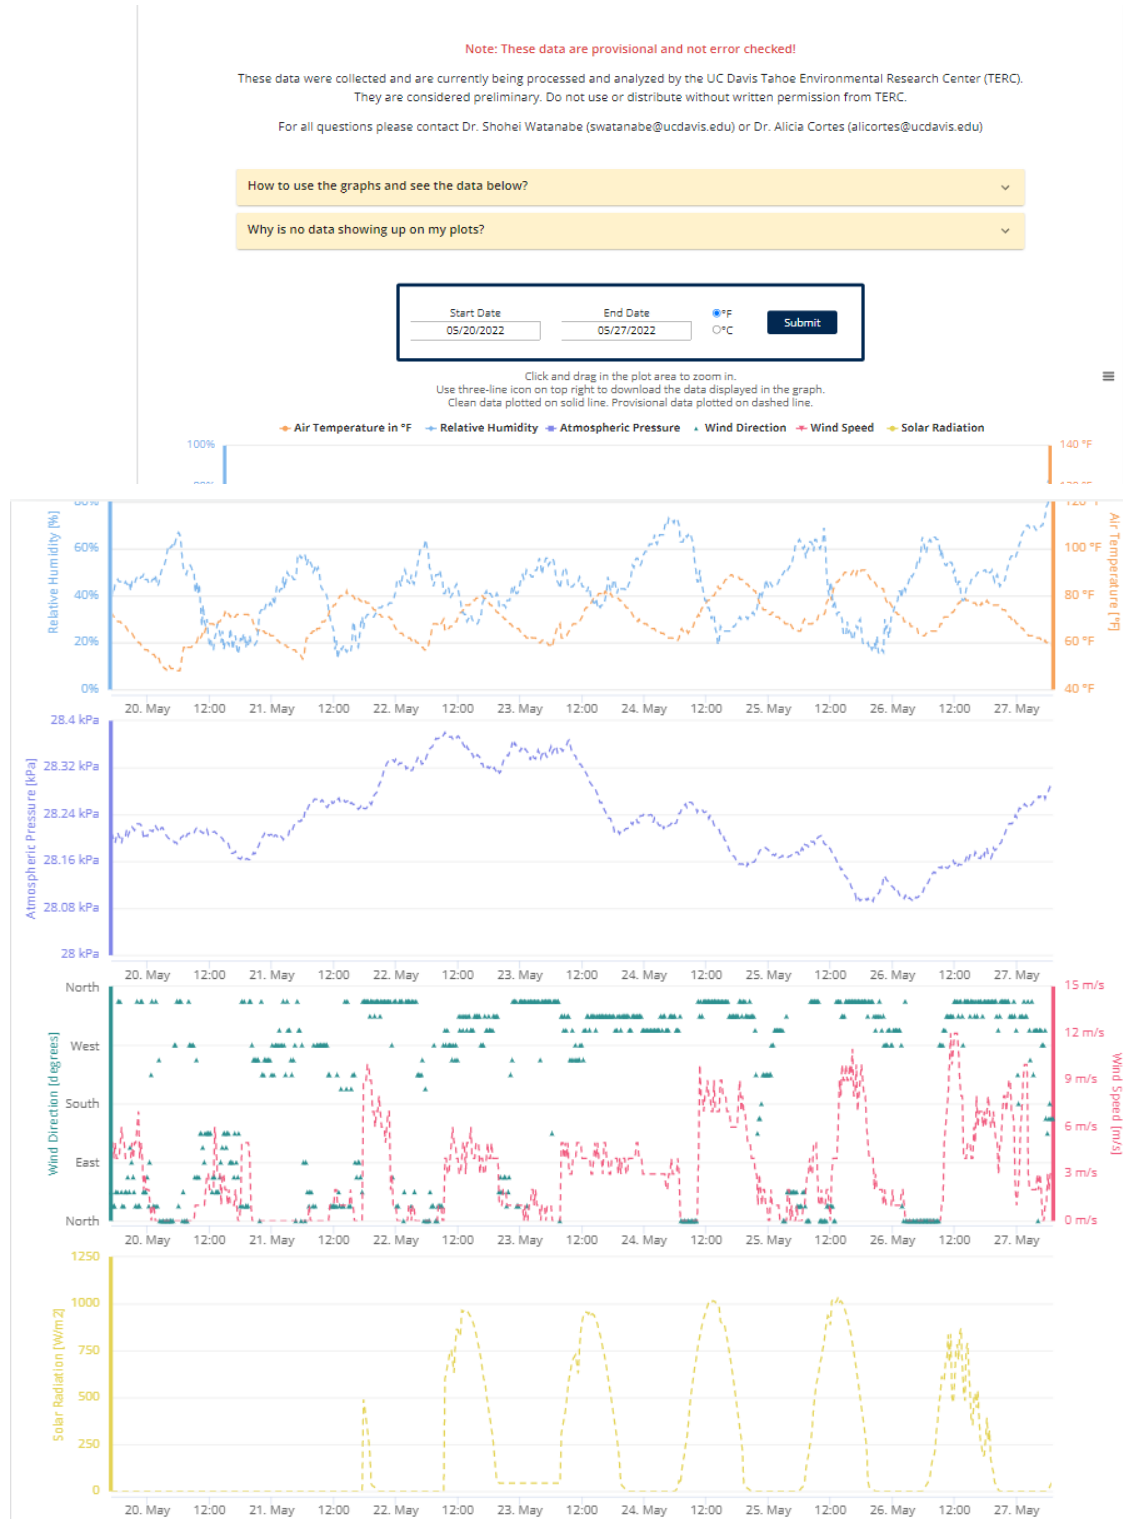 Note: These data are provisional and not error checked!
These data were collected and are currently being processed and analyzed by the UC Davis Tahoe Environmental Research Center (TERC).
They are considered preliminary. Do not use or distribute without written permission from TERC.
For all questions please contact Dr. Shohei Watanabe (swatanabe@ucdavis.edu) or Dr. Alicia Cortes (alicortes@ucdavis.edu)
How to use the graphs and see the data below?
Why is no data showing up on my plots?
Start Date
End Date
°F
05/20/2022
05/27/2022
°C
Submit
Click and drag in the plot area to zoom in.
Use three-line icon on top right to download the data displayed in the graph.
Clean data plotted on solid line. Provisional data plotted on dashed line.
Air Temperature in °F Relative Humidity Atmospheric Pressure Wind Direction Wind Speed Solar Radiation
100%
140 °F
80%
120 °F
60%
100 °F
40%
80 °F
20%
60 °F
0%
40 °F
Relative Humidity [%]
Air Temperature [°F]
20. May 12:00 21. May 12:00 22. May 12:00 23. May 12:00 24. May 12:00 25. May 12:00 26. May 12:00 27. May
28.4 kPa
28.32 kPa
28.24 kPa
28.16 kPa
28.08 kPa
28 kPa
Atmospheric Pressure [kPa]
20. May 12:00 21. May 12:00 22. May 12:00 23. May 12:00 24. May 12:00 25. May 12:00 26. May 12:00 27. May
North
West
South
East
North
Wind Direction [degrees]
15 m/s
12 m/s
9 m/s
6 m/s
3 m/s
0 m/s
Wind Speed [m/s]
20. May 12:00 21. May 12:00 22. May 12:00 23. May 12:00 24. May 12:00 25. May 12:00 26. May 12:00 27. May
1250
1000
750
500
250
0
Solar Radiation [W/m2]
20. May 12:00 21. May 12:00 22. May 12:00 23. May 12:00 24. May 12:00 25. May 12:00 26. May 12:00 27. May